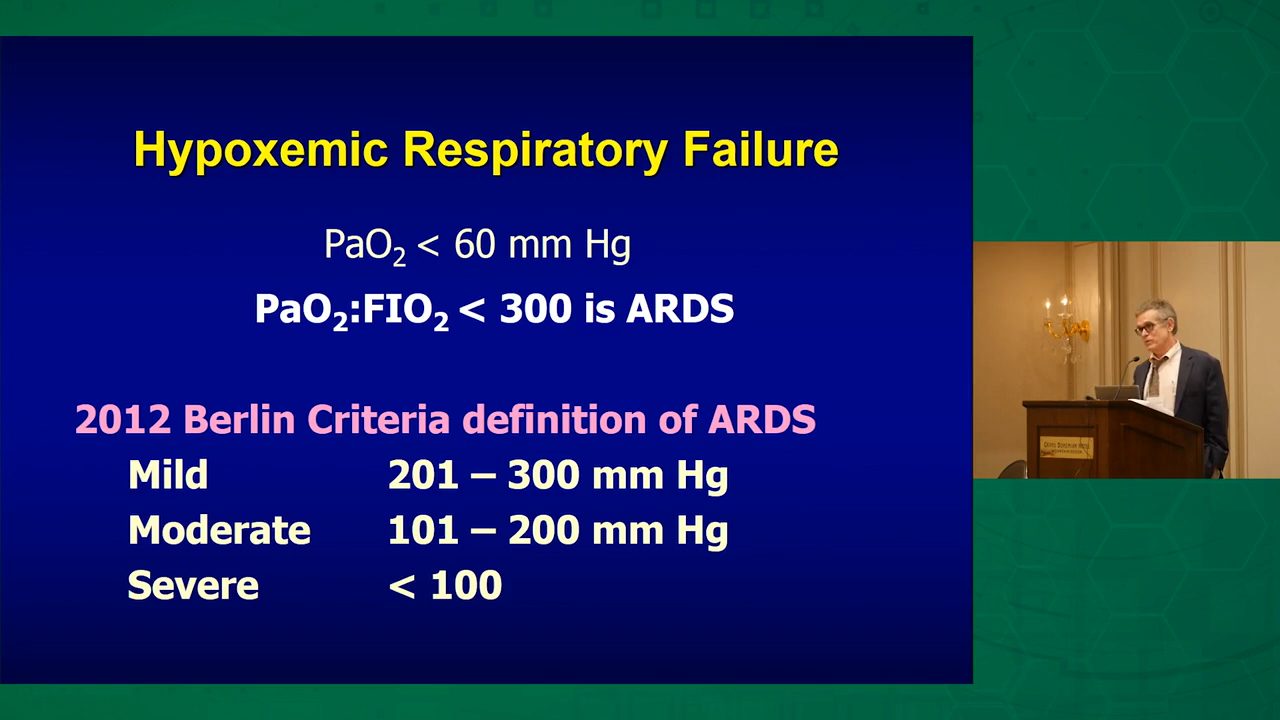 Hypoxemic Respiratory Failure
PaO₂ < 60 mm Hg
PaO₂:FIO₂ < 300 is ARDS
2012 Berlin Criteria definition of ARDS
Mild 201 – 300 mm Hg
Moderate 101 – 200 mm Hg
Severe < 100